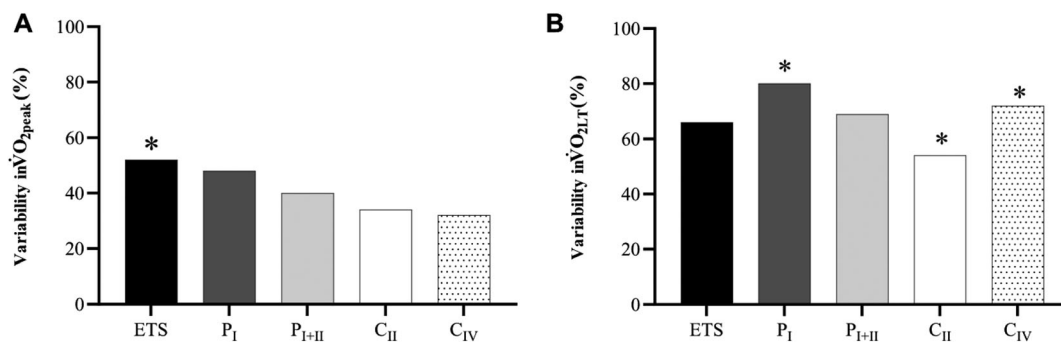 A
Variability in V̇O2peak (%)
100
80
60
40
20
0
*
ETS PI PI+II CII CIV
B
Variability in V̇O2LT (%)
100
80
60
40
20
0
* * *
ETS PI PI+II CII CIV